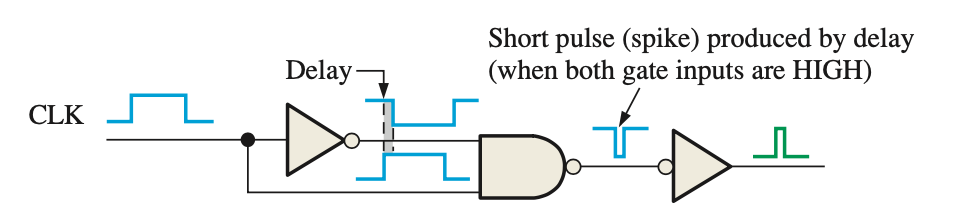 Short pulse (spike) produced by delay
(when both gate inputs are HIGH)
Delay
CLK